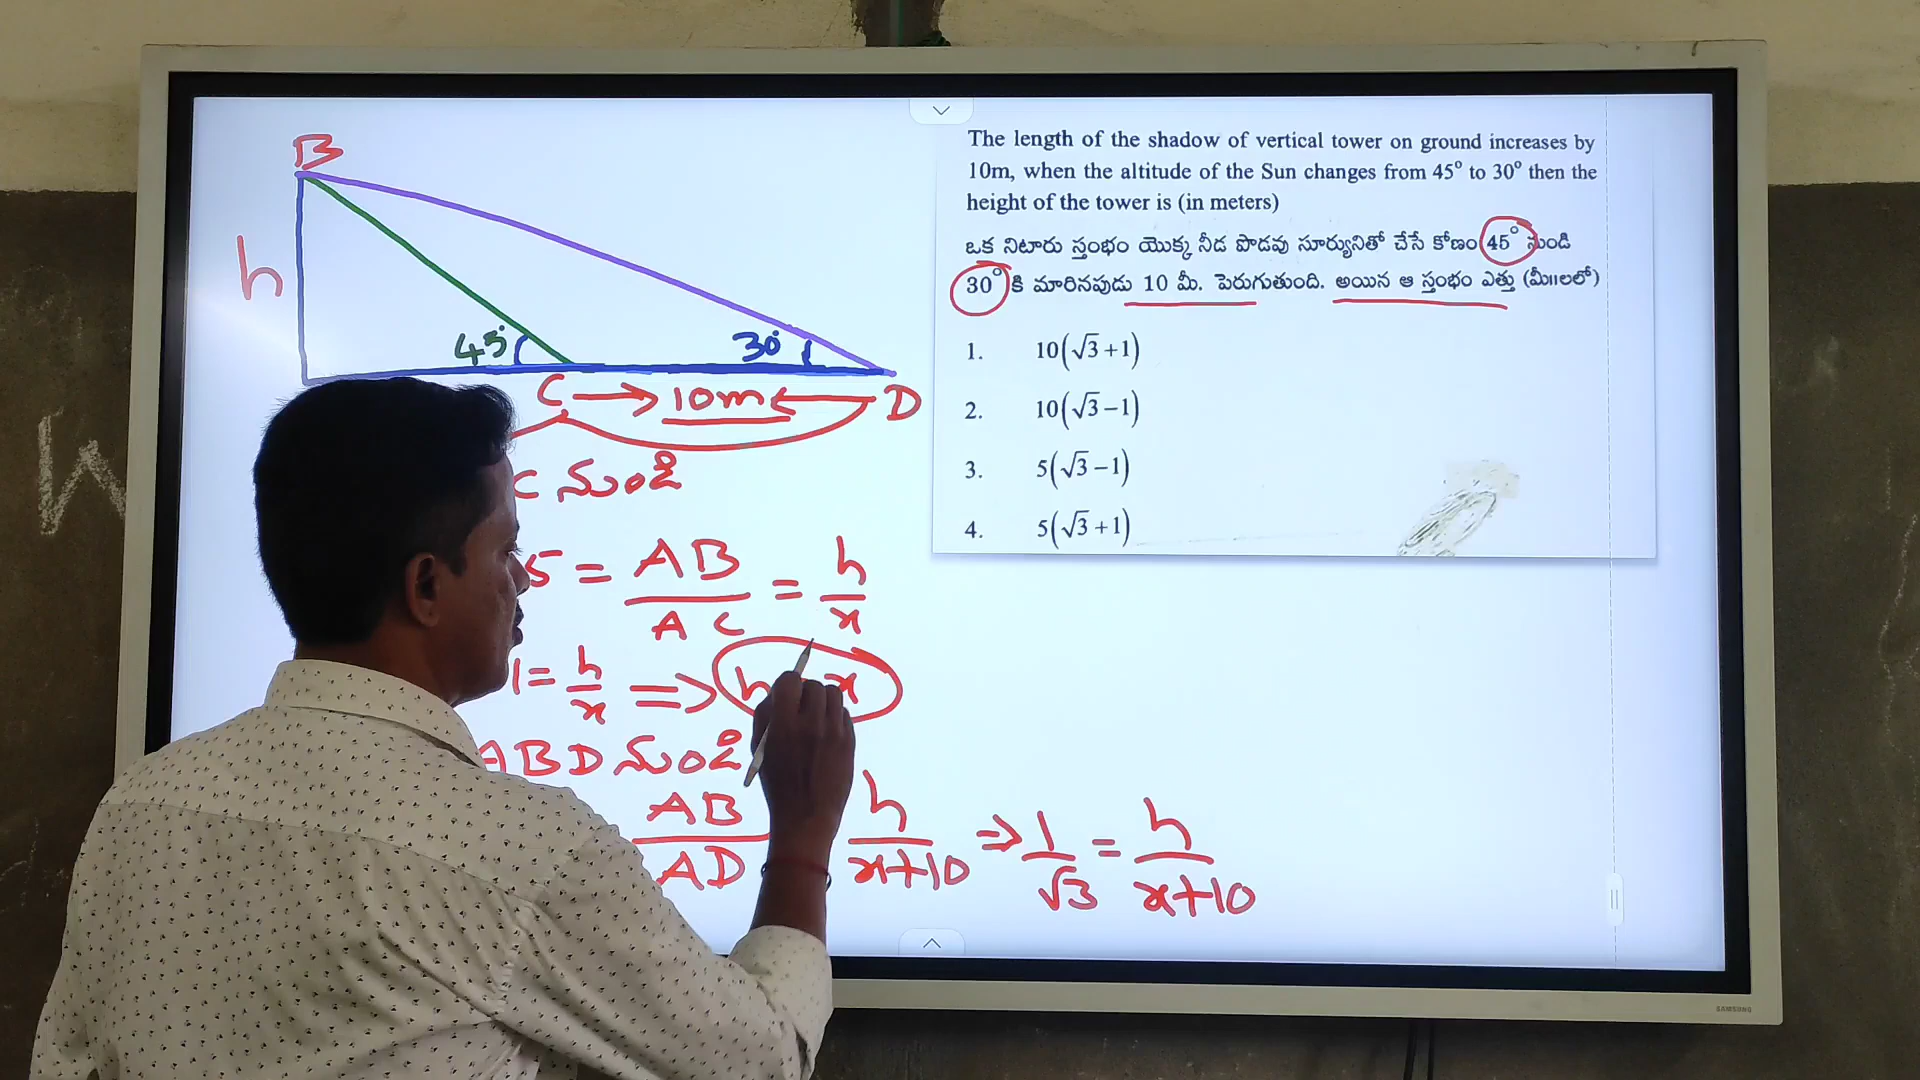 The length of the shadow of vertical tower on ground increases by
10m, when the altitude of the Sun changes from 45° to 30° then the
height of the tower is (in meters)
ఒక నిటారు స్తంభం యొక్క నీడ పొడవు సూర్యునితో చేసే కోణం 45° నుండి
30° కి మారినపుడు 10 మీ. పెరుగుతుంది. అయిన ఆ స్తంభం ఎత్తు (మీ॥లలో)
1. 10(√3+1)
2. 10(√3−1)
3. 5(√3−1)
4. 5(√3+1)
B
h
45° 30°
C → 10m ← D
C నుండి
5 = AB/AC = h/x
1 = h/x ⇒ h x
ABD నుండి
AB/AD h/(x+10) ⇒ 1/√3 = h/(x+10)
SAMSUNG